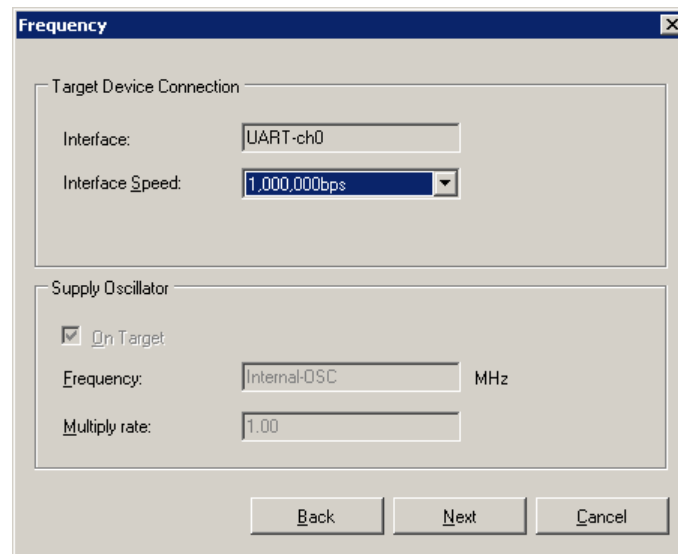 Frequency
Target Device Connection
Interface:
UART-ch0
Interface Speed:
1,000,000bps
Supply Oscillator
On Target
Frequency:
Internal-OSC
MHz
Multiply rate:
1.00
Back
Next
Cancel